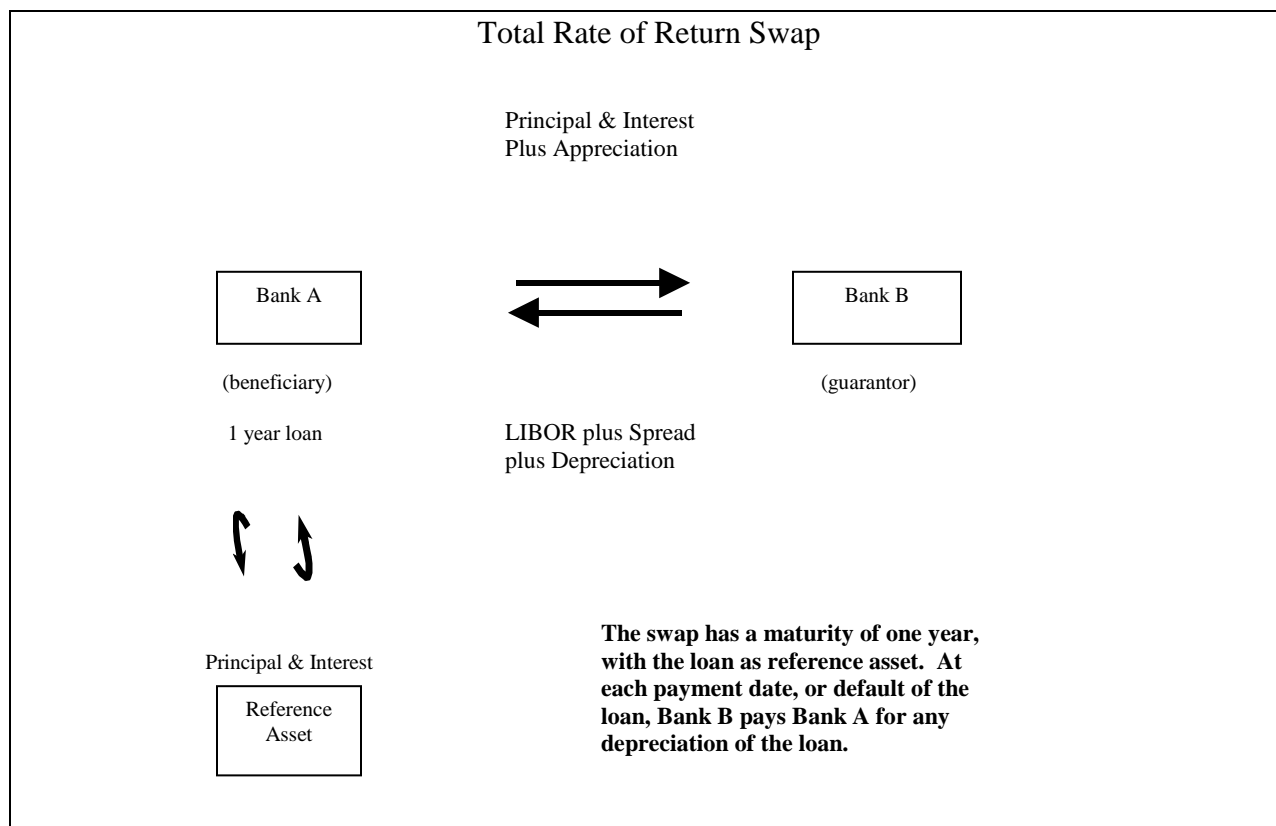 Total Rate of Return Swap
Principal & Interest
Plus Appreciation
Bank A
Bank B
(beneficiary)
(guarantor)
1 year loan
LIBOR plus Spread
plus Depreciation
The swap has a maturity of one year,
with the loan as reference asset.  At
each payment date, or default of the
loan, Bank B pays Bank A for any
depreciation of the loan.
Principal & Interest
Reference
Asset